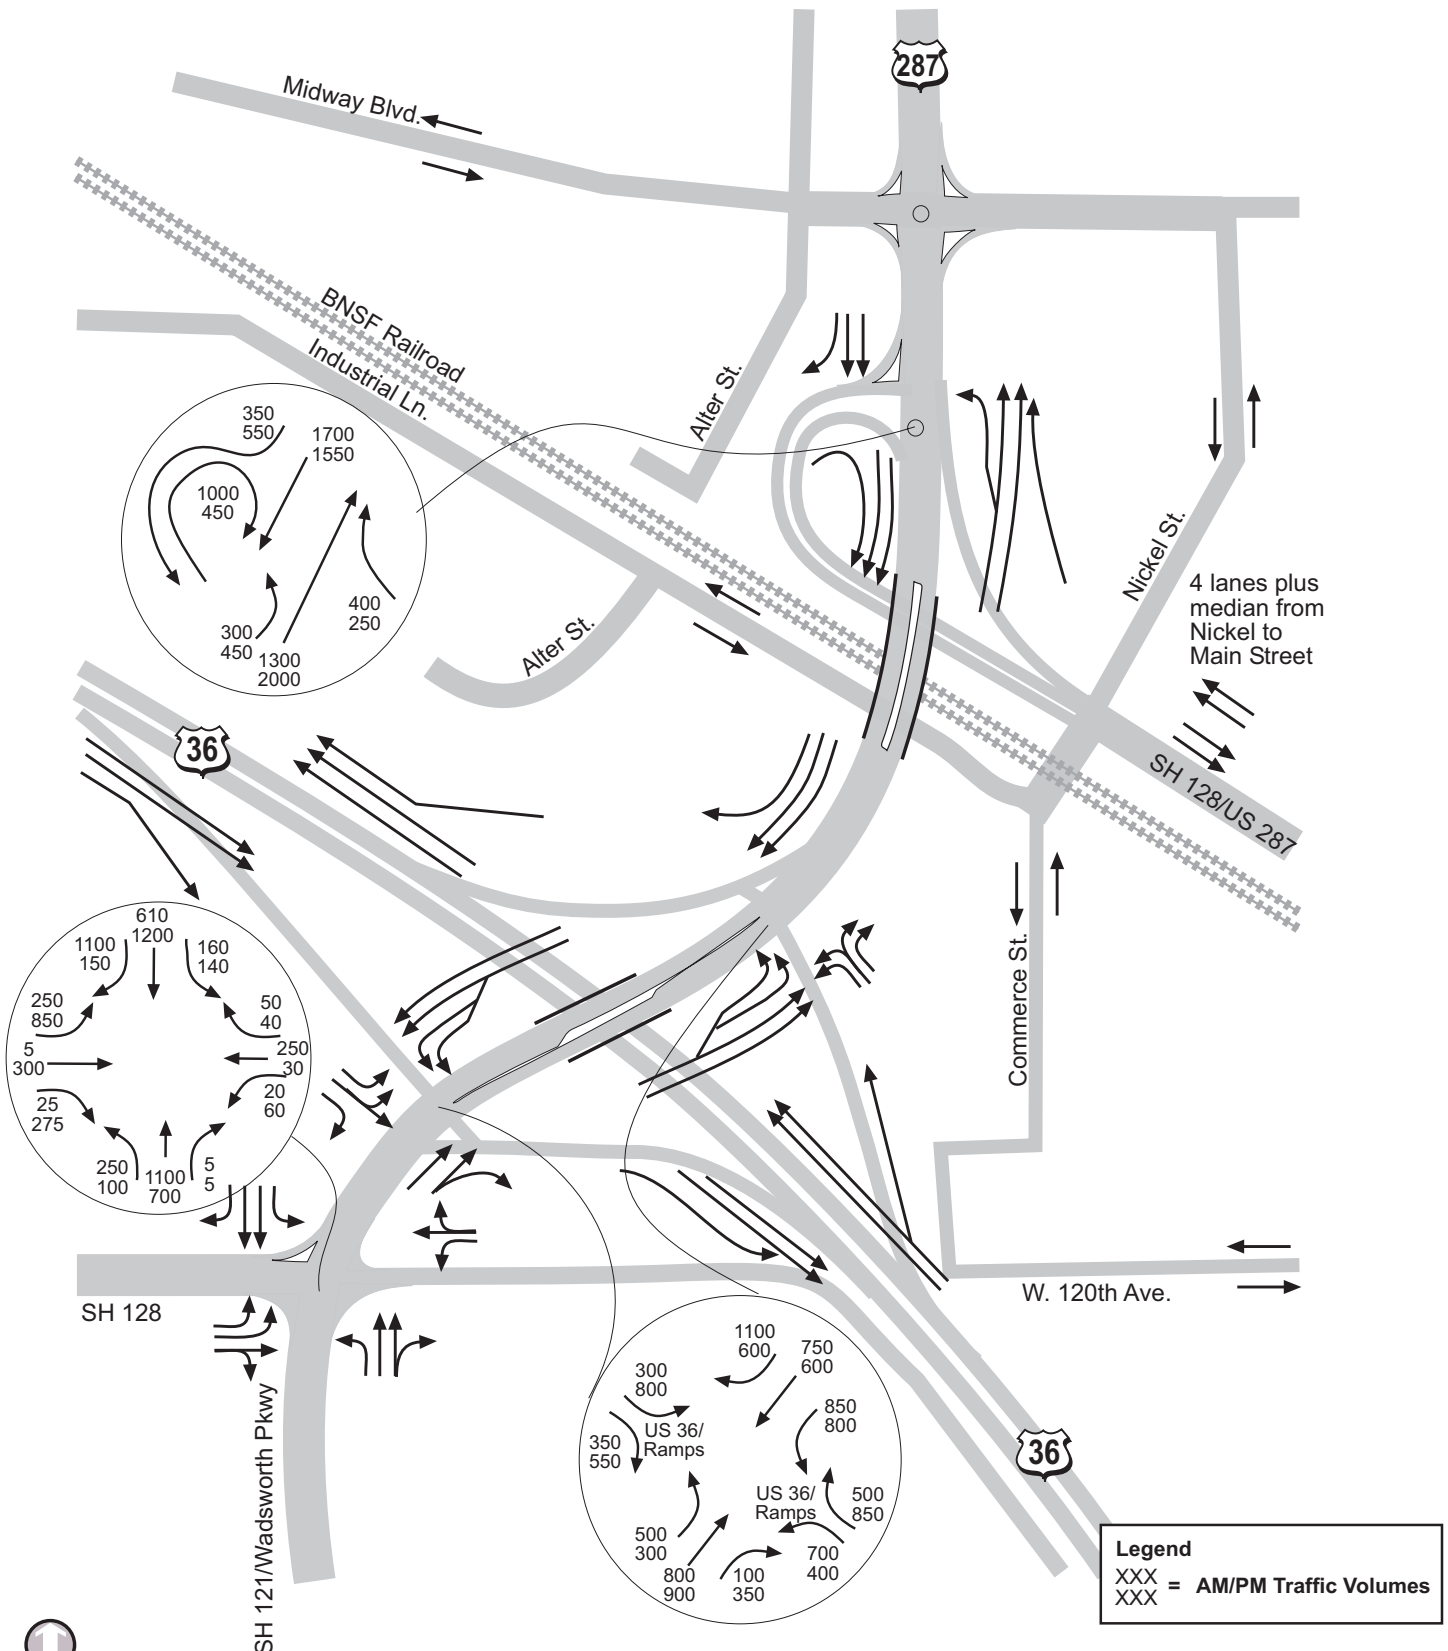 287
Midway Blvd.
BNSF Railroad
Industrial Ln.
Alter St.
350
550
1700
1550
1000
450
400
250
300
450
1300
2000
Nickel St.
4 lanes plus
median from
Nickel to
Main Street
Alter St.
36
SH 128/US 287
610
1200
1100
150
160
140
250
850
50
40
5
300
250
30
25
275
20
60
250
100
1100
700
5
5
Commerce St.
SH 128
W. 120th Ave.
SH 121/Wadsworth Pkwy
1100
600
750
600
300
800
850
800
US 36/
Ramps
350
550
US 36/
Ramps
500
850
500
300
700
400
800
900
100
350
36
Legend
XXX
XXX
= AM/PM Traffic Volumes